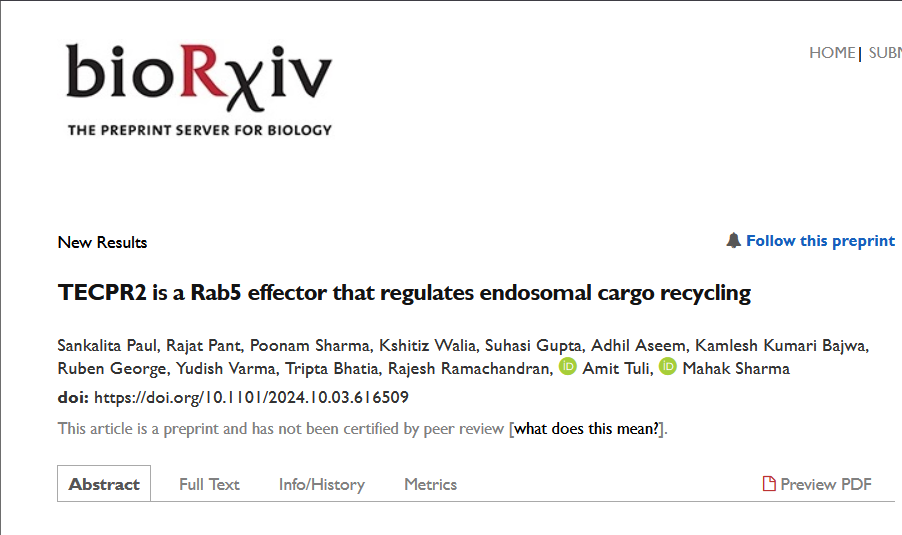 HOME| SUBM
bioRχiv
THE PREPRINT SERVER FOR BIOLOGY
New Results
Follow this preprint
TECPR2 is a Rab5 effector that regulates endosomal cargo recycling
Sankalita Paul, Rajat Pant, Poonam Sharma, Kshitiz Walia, Suhasi Gupta, Adhil Aseem, Kamlesh Kumari Bajwa,
Ruben George, Yudish Varma, Tripta Bhatia, Rajesh Ramachandran, iD Amit Tuli, iD Mahak Sharma
doi: https://doi.org/10.1101/2024.10.03.616509
This article is a preprint and has not been certified by peer review [what does this mean?].
Abstract Full Text Info/History Metrics Preview PDF